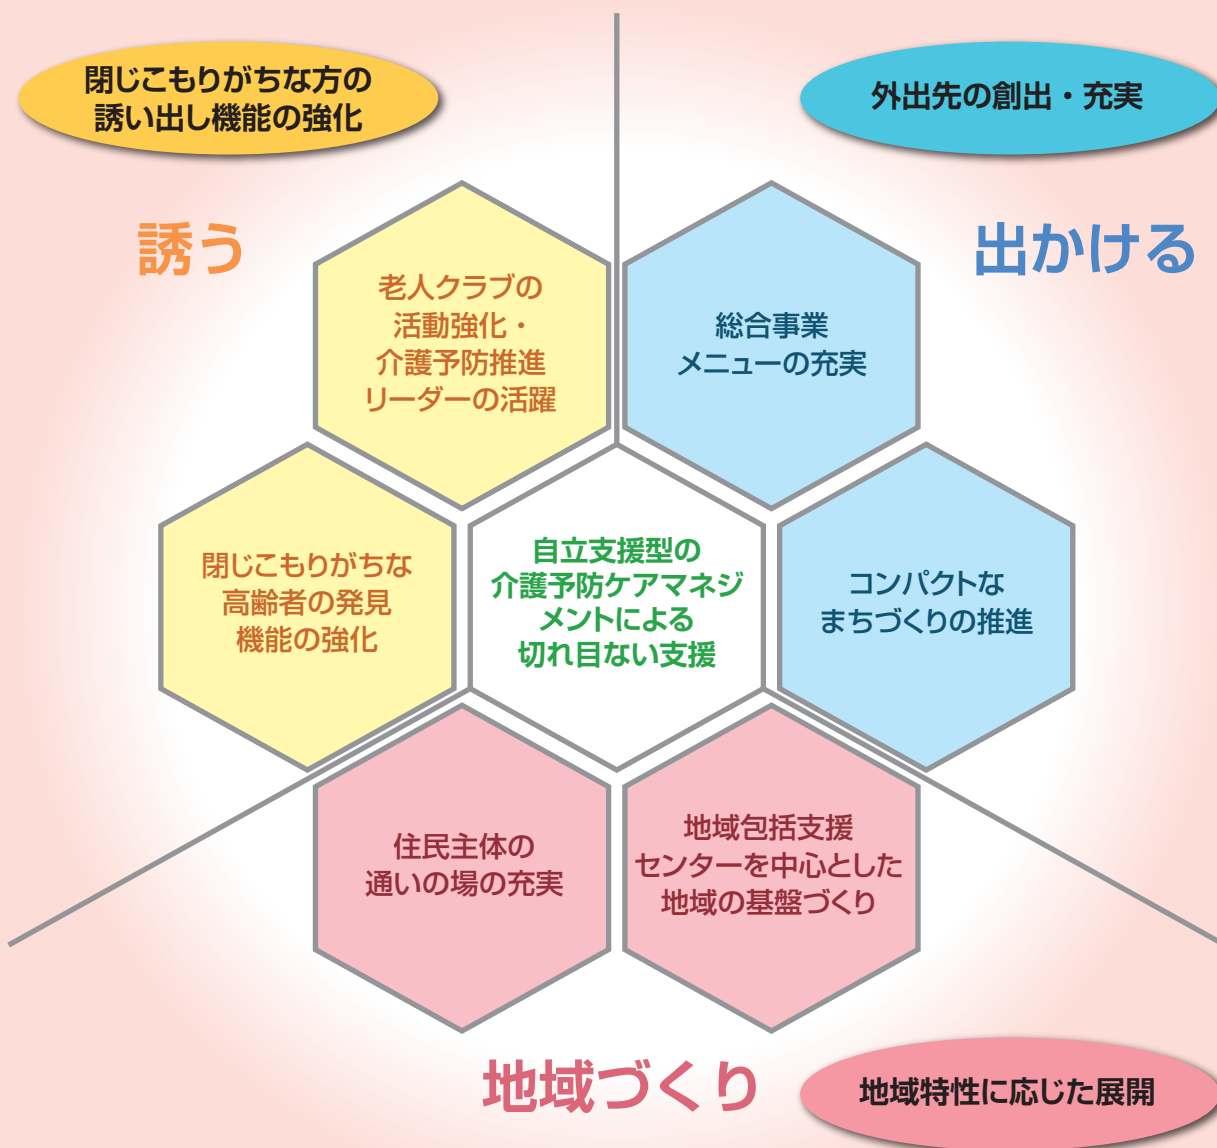 閉じこもりがちな方の
誘い出し機能の強化
外出先の創出・充実
誘う
出かける
老人クラブの
活動強化・
介護予防推進
リーダーの活躍
総合事業
メニューの充実
閉じこもりがちな
高齢者の発見
機能の強化
自立支援型の
介護予防ケアマネジ
メントによる
切れ目ない支援
コンパクトな
まちづくりの推進
住民主体の
通いの場の充実
地域包括支援
センターを中心とした
地域の基盤づくり
地域づくり
地域特性に応じた展開